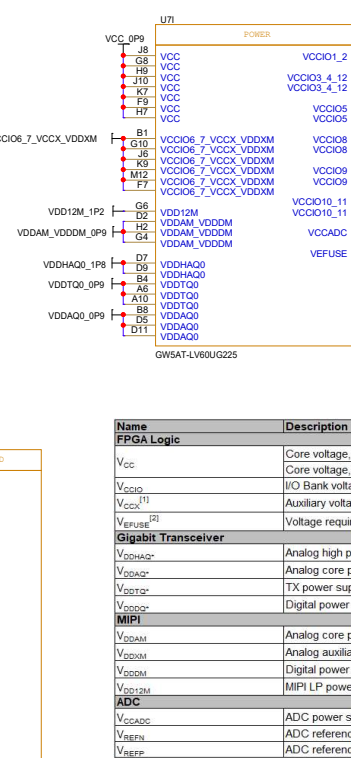 U7I
POWER
VCC_0P9
J8 VCC
G8 VCC VCCIO1_2
H9 VCC
J10 VCC VCCIO3_4_12
K7 VCC VCCIO3_4_12
F9 VCC
H7 VCC VCCIO5
VCCIO5
CIO6_7_VCCX_VDDXM
B1 VCCIO6_7_VCCX_VDDXM VCCIO8
G10 VCCIO6_7_VCCX_VDDXM VCCIO8
J6 VCCIO6_7_VCCX_VDDXM
K9 VCCIO6_7_VCCX_VDDXM VCCIO9
M12 VCCIO6_7_VCCX_VDDXM VCCIO9
F7 VCCIO6_7_VCCX_VDDXM
VCCIO10_11
VDD12M_1P2 G6 VDD12M VCCIO10_11
D2 VDDAM_VDDDM
VDDAM_VDDDM_0P9 H2 VDDAM_VDDDM VCCADC
G4 VDDAM_VDDDM
VEFUSE
VDDHAQ0_1P8 D7 VDDHAQ0
D9 VDDHAQ0
VDDTQ0_0P9 B4 VDDTQ0
A6 VDDTQ0
A10 VDDTQ0
VDDAQ0_0P9 B8 VDDAQ0
D5 VDDAQ0
D11 VDDAQ0
GW5AT-LV60UG225
Name Description
FPGA Logic
VCC Core voltage,
Core voltage,
VCCIO I/O Bank volta
VCCX[1] Auxiliary volta
VEFUSE[2] Voltage requi
Gigabit Transceiver
VDDHAQ* Analog high p
VDDAQ* Analog core p
VDDTQ* TX power sup
VDDDQ* Digital power
MIPI
VDDAM Analog core p
VDDXM Analog auxilia
VDDDM Digital power
VDD12M MIPI LP powe
ADC
VCCADC ADC power s
VREFN ADC referenc
VREFP ADC referenc